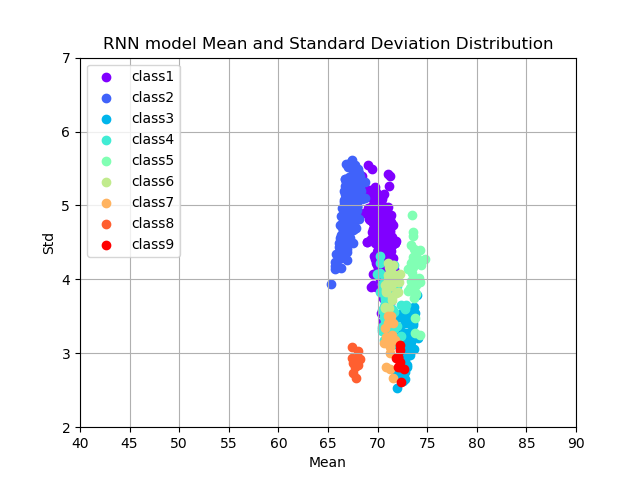 RNN model Mean and Standard Deviation Distribution
7
6
5
4
3
2
Std
class1
class2
class3
class4
class5
class6
class7
class8
class9
40 45 50 55 60 65 70 75 80 85 90
Mean